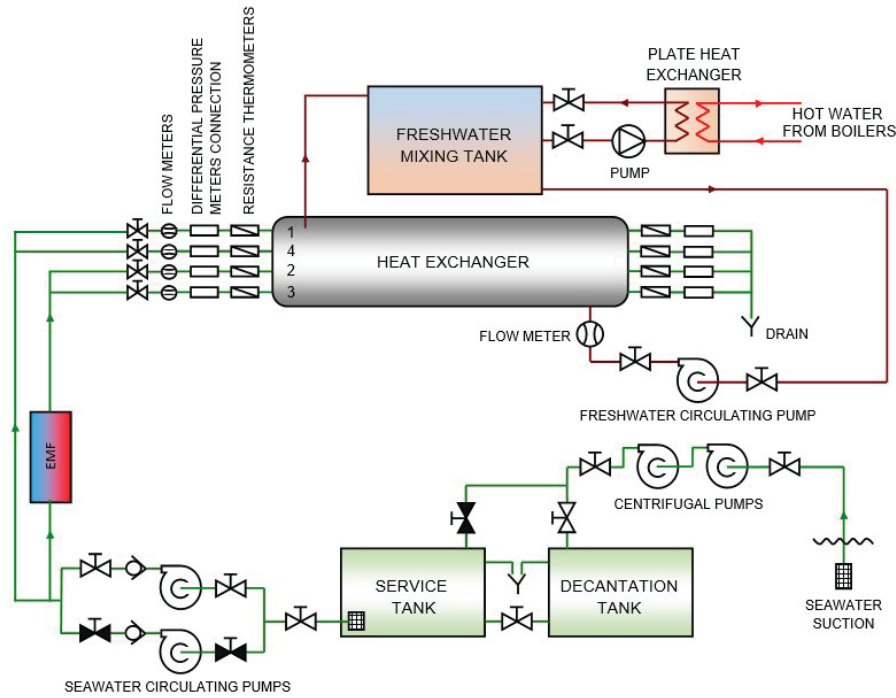 FLOW METERS
DIFFERENTIAL PRESSURE
METERS CONNECTION
RESISTANCE THERMOMETERS
PLATE HEAT
EXCHANGER
FRESHWATER
MIXING TANK
HOT WATER
FROM BOILERS
PUMP
1
4
2
3
HEAT EXCHANGER
FLOW METER
DRAIN
FRESHWATER CIRCULATING PUMP
EMF
CENTRIFUGAL PUMPS
SERVICE
TANK
DECANTATION
TANK
SEAWATER
SUCTION
SEAWATER CIRCULATING PUMPS